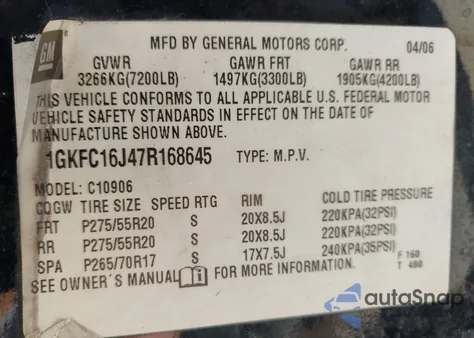 GM
MFD BY GENERAL MOTORS CORP. 04/06
GVWR GAWR FRT GAWR RR
3266KG(7200LB) 1497KG(3300LB) 1905KG(4200LB)
THIS VEHICLE CONFORMS TO ALL APPLICABLE U.S. FEDERAL MOTOR
VEHICLE SAFETY STANDARDS IN EFFECT ON THE DATE OF
MANUFACTURE SHOWN ABOVE.
1GKFC16J47R168645 TYPE: M.P.V.
MODEL: C10906
CDGW TIRE SIZE SPEED RTG RIM COLD TIRE PRESSURE
FRT P275/55R20 S 20X8.5J 220KPA(32PSI)
RR P275/55R20 S 20X8.5J 220KPA(32PSI)
SPA P265/70R17 S 17X7.5J 240KPA(35PSI)
SEE OWNER'S MANUAL i FOR MORE INFORMATION. F 160
T 480
autoSnap